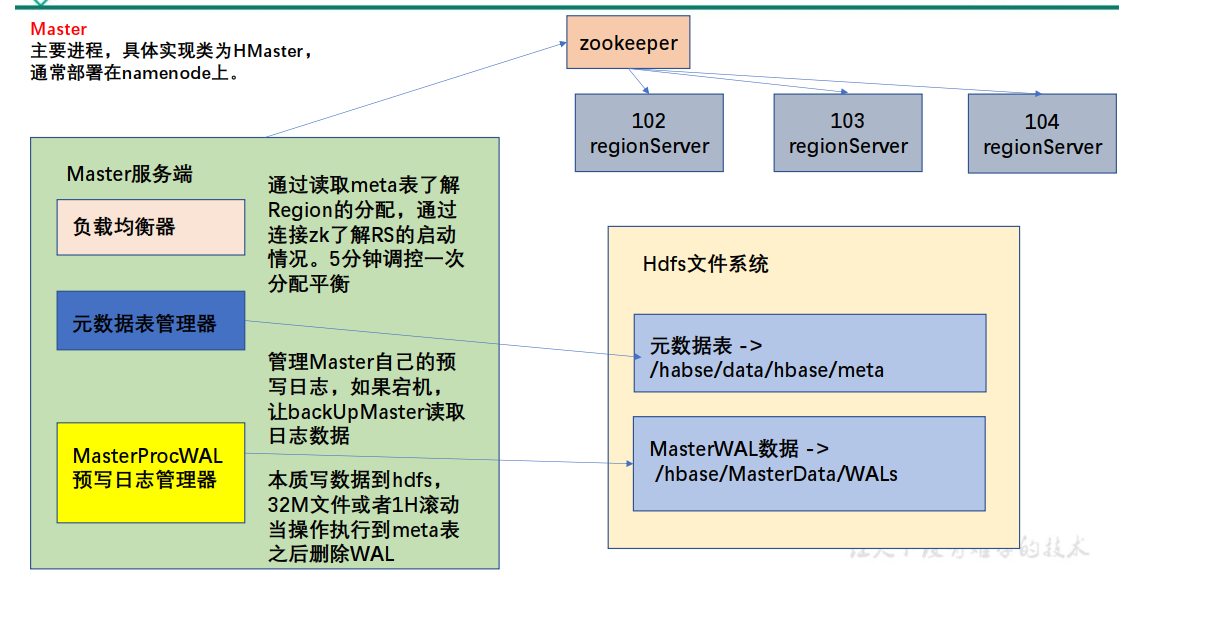 Master
主要进程，具体实现类为HMaster，
通常部署在namenode上。
zookeeper
102
regionServer
103
regionServer
104
regionServer
Master服务端
负载均衡器
通过读取meta表了解
Region的分配，通过
连接zk了解RS的启动
情况。5分钟调控一次
分配平衡
元数据表管理器
管理Master自己的预
写日志，如果宕机，
让backUpMaster读取
日志数据
MasterProcWAL
预写日志管理器
本质写数据到hdfs，
32M文件或者1H滚动
当操作执行到meta表
之后删除WAL
Hdfs文件系统
元数据表 ->
/habse/data/hbase/meta
MasterWAL数据 ->
/hbase/MasterData/WALs
的技术